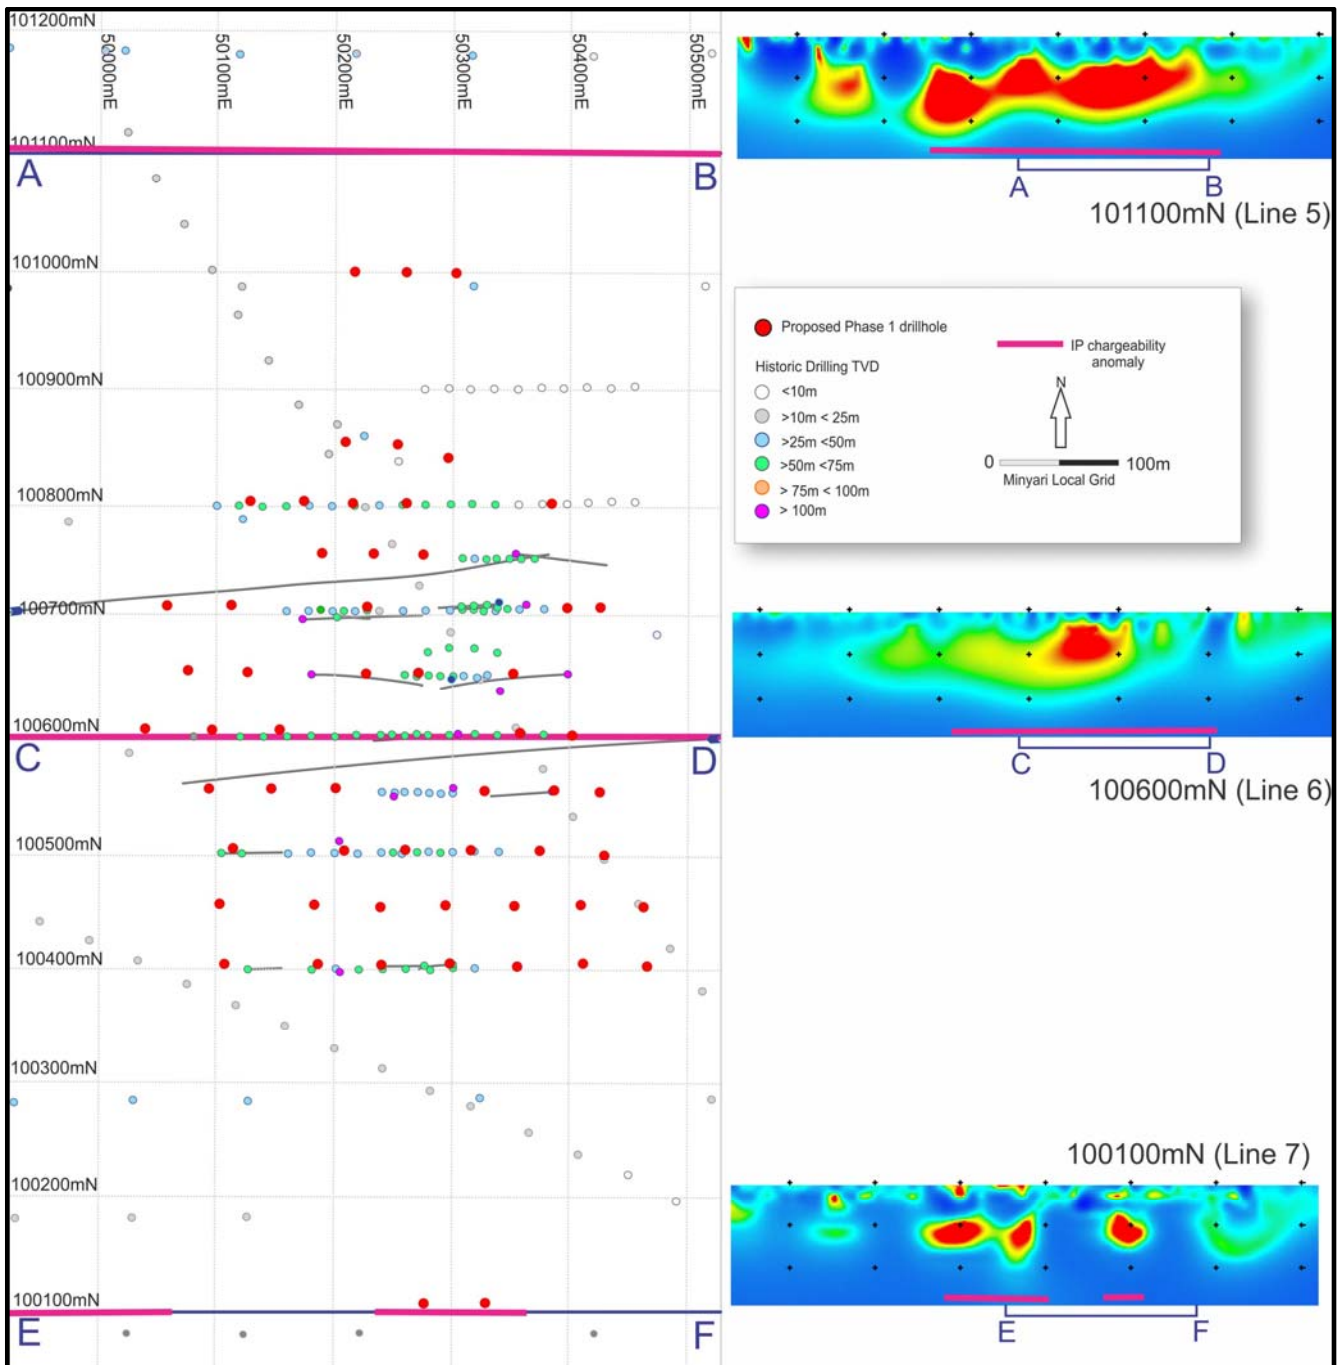 101200mN
50000mE
50100mE
50200mE
50300mE
50400mE
50500mE
101100mN
A
B
101000mN
100900mN
100800mN
100700mN
100600mN
C
D
100500mN
100400mN
100300mN
100200mN
100100mN
E
F
A
B
101100mN (Line 5)
Proposed Phase 1 drillhole
Historic Drilling TVD
<10m
>10m < 25m
>25m <50m
>50m <75m
> 75m < 100m
> 100m
IP chargeability
anomaly
N
0
100m
Minyari Local Grid
C
D
100600mN (Line 6)
100100mN (Line 7)
E
F